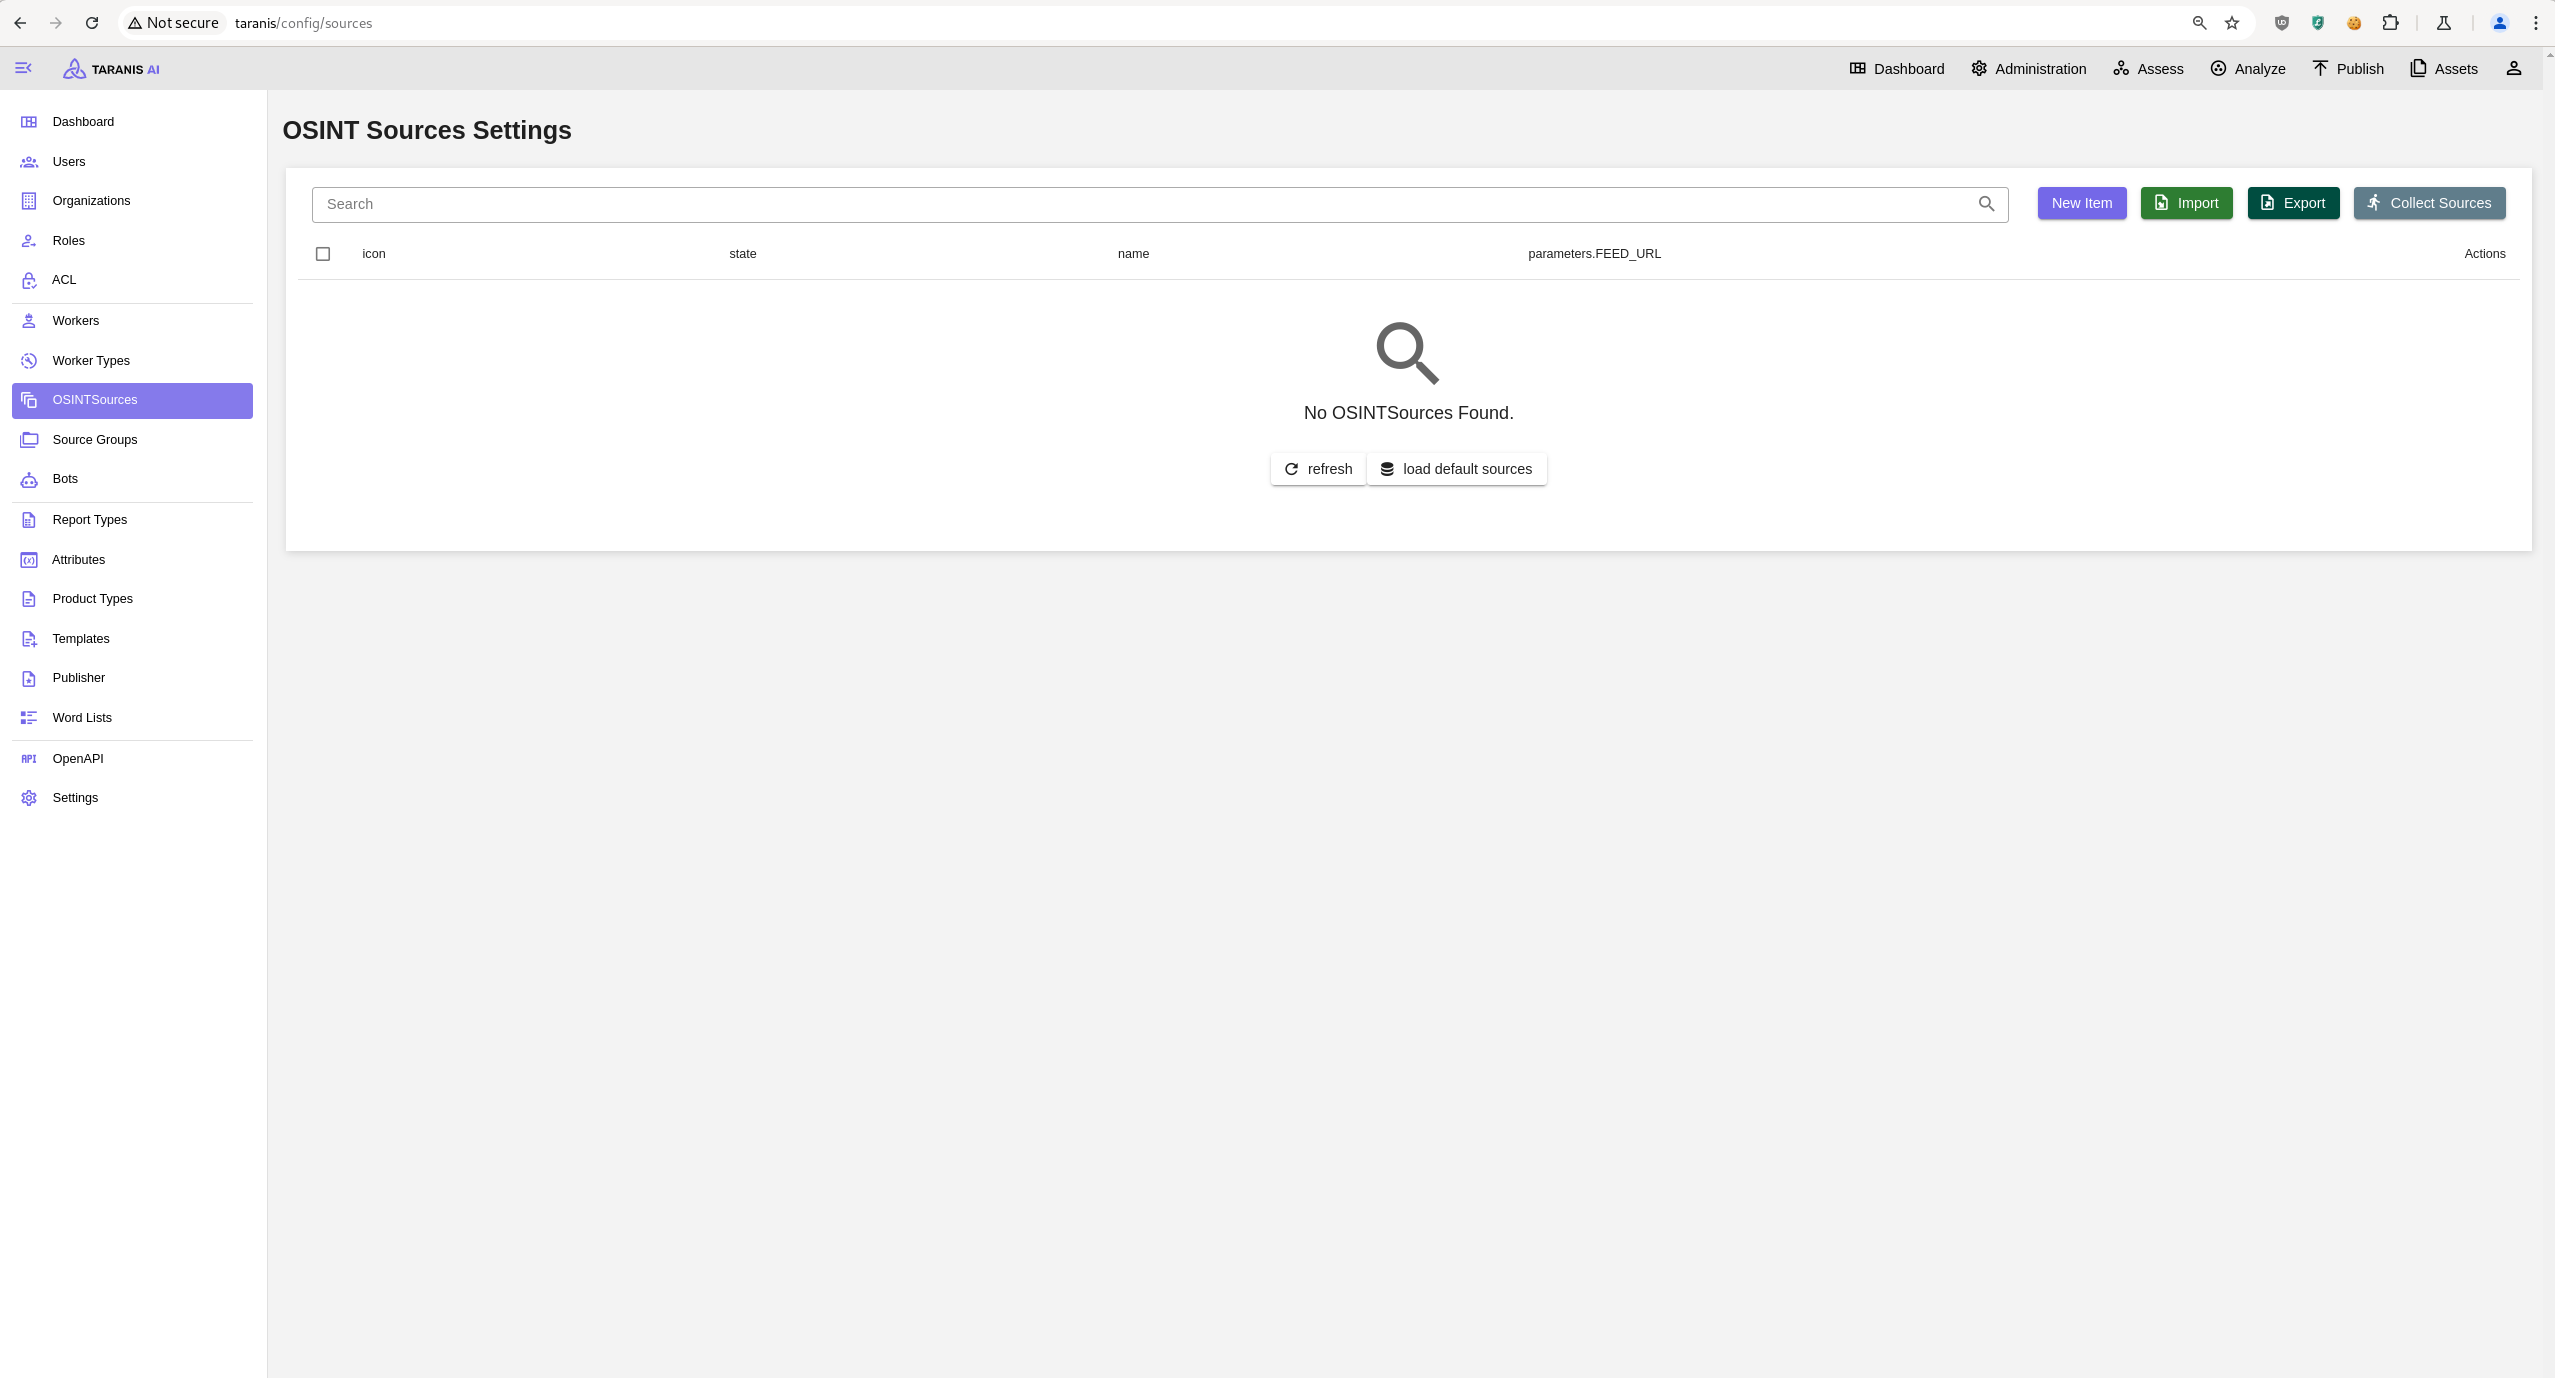 Not secure taranis/config/sources
TARANIS AI
Dashboard Administration Assess Analyze Publish Assets
Dashboard
Users
Organizations
Roles
ACL
Workers
Worker Types
OSINTSources
Source Groups
Bots
Report Types
Attributes
Product Types
Templates
Publisher
Word Lists
API OpenAPI
Settings
OSINT Sources Settings
Search New Item Import Export Collect Sources
icon state name parameters.FEED_URL Actions
No OSINTSources Found.
refresh load default sources